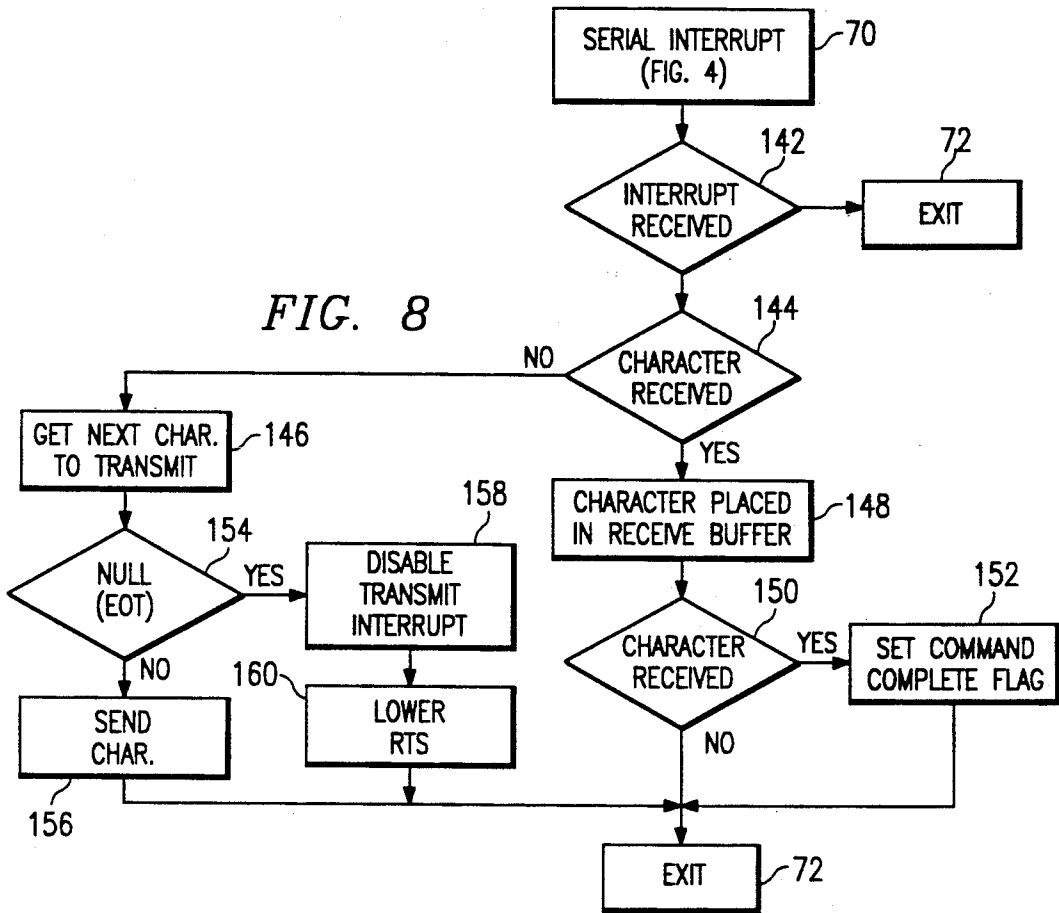 SERIAL INTERRUPT
(FIG. 4)
70
142
INTERRUPT
RECEIVED
72
EXIT
FIG. 8
144
CHARACTER
RECEIVED
NO
YES
GET NEXT CHAR.
TO TRANSMIT
146
CHARACTER PLACED
IN RECEIVE BUFFER
148
154
NULL
(EOT)
YES
NO
158
DISABLE
TRANSMIT
INTERRUPT
150
CHARACTER
RECEIVED
YES
NO
152
SET COMMAND
COMPLETE FLAG
160
LOWER
RTS
SEND
CHAR.
156
EXIT
72